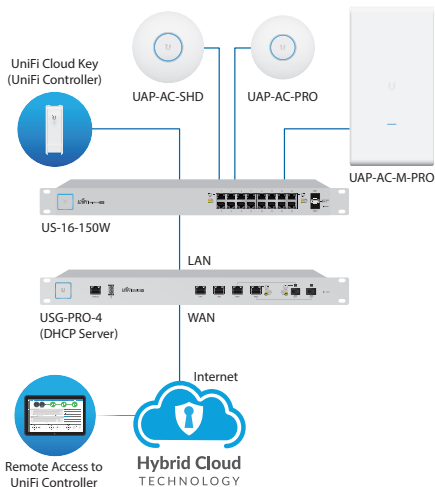 UniFi Cloud Key
(UniFi Controller)
UAP-AC-SHD
UAP-AC-PRO
UAP-AC-M-PRO
US-16-150W
LAN
USG-PRO-4
(DHCP Server)
WAN
Internet
Remote Access to
UniFi Controller
Hybrid Cloud
TECHNOLOGY